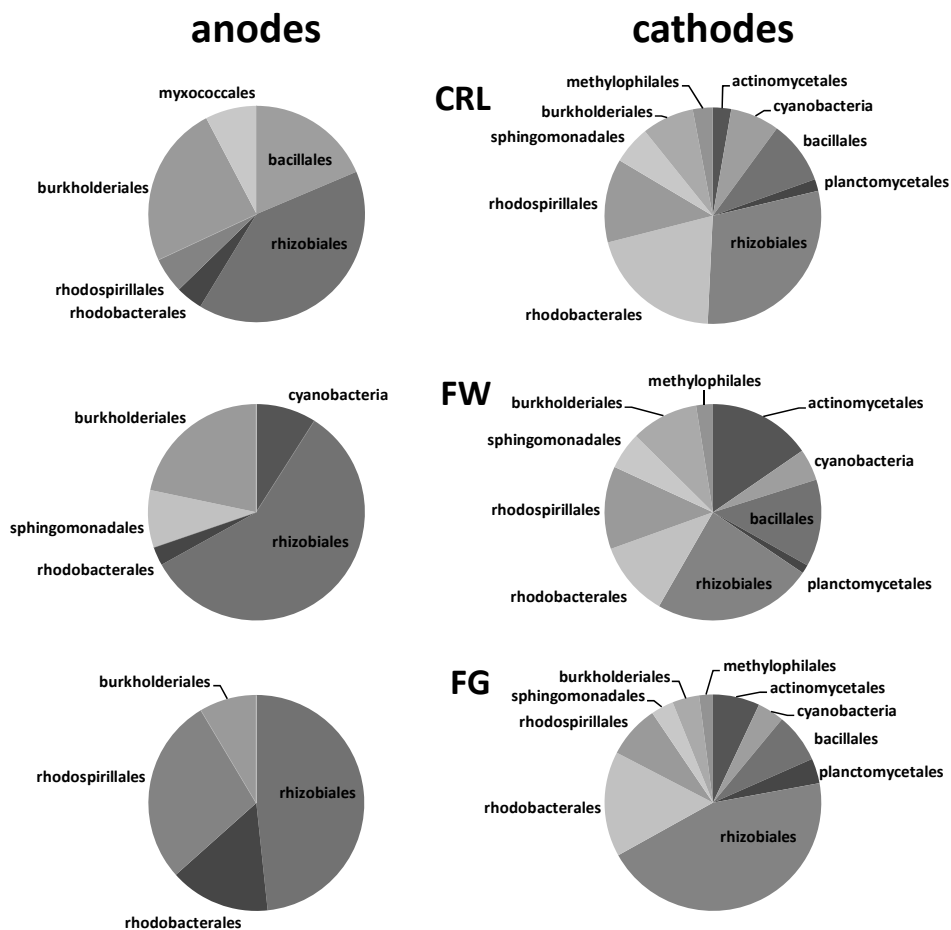 anodes
cathodes
CRL
myxococcales
bacillales
burkholderiales
rhizobiales
rhodospirillales
rhodobacterales
methylophilales
actinomycetales
burkholderiales
cyanobacteria
sphingomonadales
bacillales
rhodospirillales
planctomycetales
rhizobiales
rhodobacterales
FW
cyanobacteria
burkholderiales
sphingomonadales
rhizobiales
rhodobacterales
methylophilales
burkholderiales
actinomycetales
sphingomonadales
cyanobacteria
rhodospirillales
bacillales
rhodobacterales
rhizobiales
planctomycetales
FG
burkholderiales
rhodospirillales
rhizobiales
rhodobacterales
methylophilales
burkholderiales
actinomycetales
sphingomonadales
cyanobacteria
rhodospirillales
bacillales
planctomycetales
rhodobacterales
rhizobiales